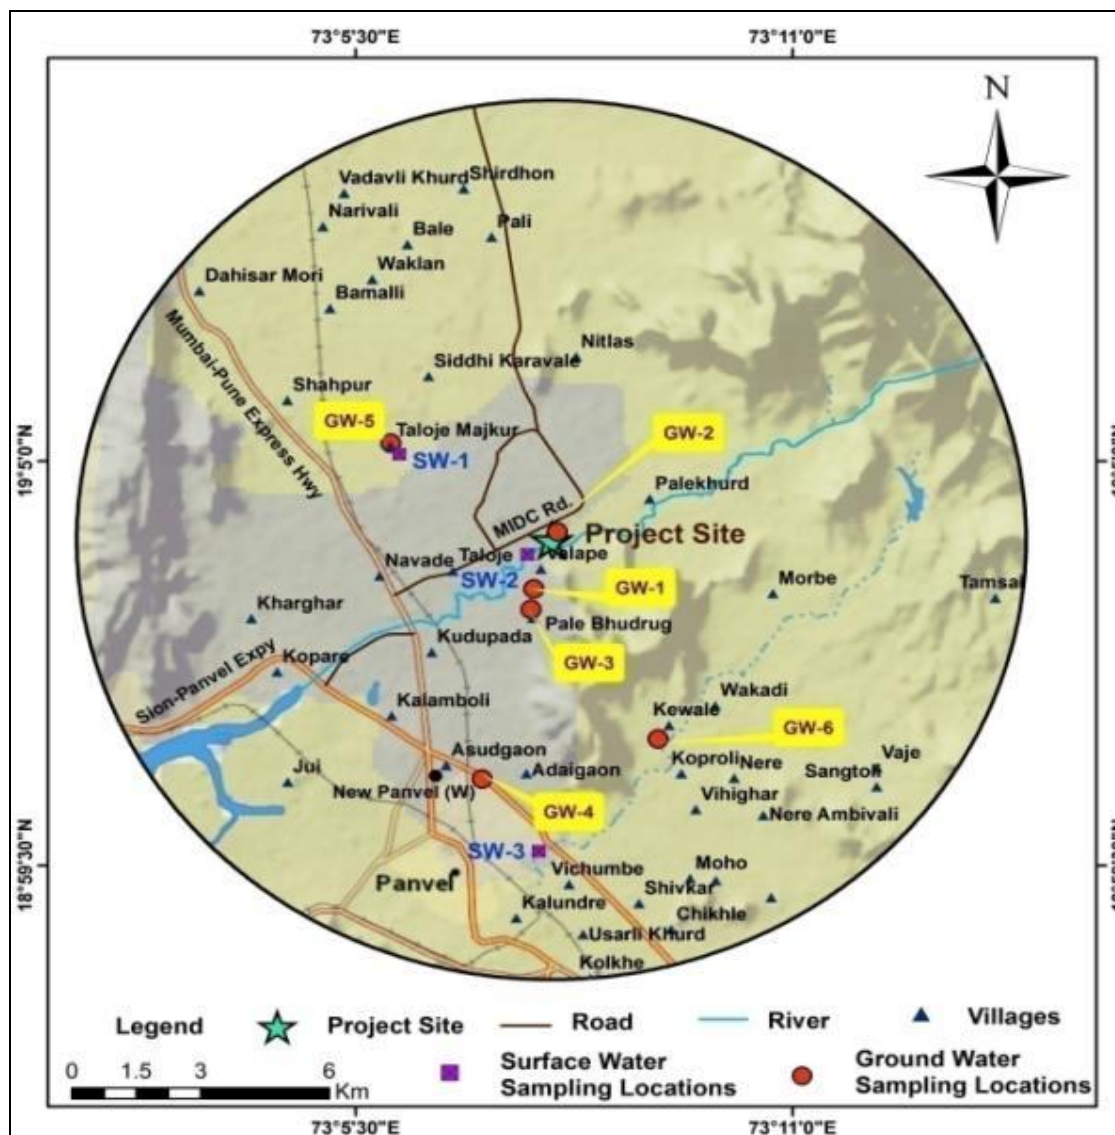 73°5'30"E
73°11'0"E
N
Vadavli Khurd
Shirdhon
Narivali
Bale
Pali
Waklan
Dahisar Mori
Bamalli
Mumbai-Pune Express Hwy
Nitlas
Siddhi Karavale
Shahpur
GW-5
Taloje Majkur
GW-2
19°5'0"N
SW-1
Palekhurd
MIDC Rd.
Project Site
Navade
Taloje
Valape
SW-2
GW-1
Morbe
Tamsai
Kharghar
Pale Bhudrug
Kudupada
GW-3
Sion-Panvel Expy
Kopare
Wakadi
Kalamboli
Kewale
GW-6
Asudgaon
Koproli
Nere
Vaje
Jui
Adaigaon
Sangton
New Panvel (W)
GW-4
Vihighar
Nere Ambivali
SW-3
18°59'30"N
Vichumbe
Moho
Panvel
Shivkar
Kalundre
Chikhle
Usarli Khurd
Kolkhe
Legend
Project Site
Road
River
Villages
0 1.5 3 6
Km
Surface Water
Sampling Locations
Ground Water
Sampling Locations
73°5'30"E
73°11'0"E